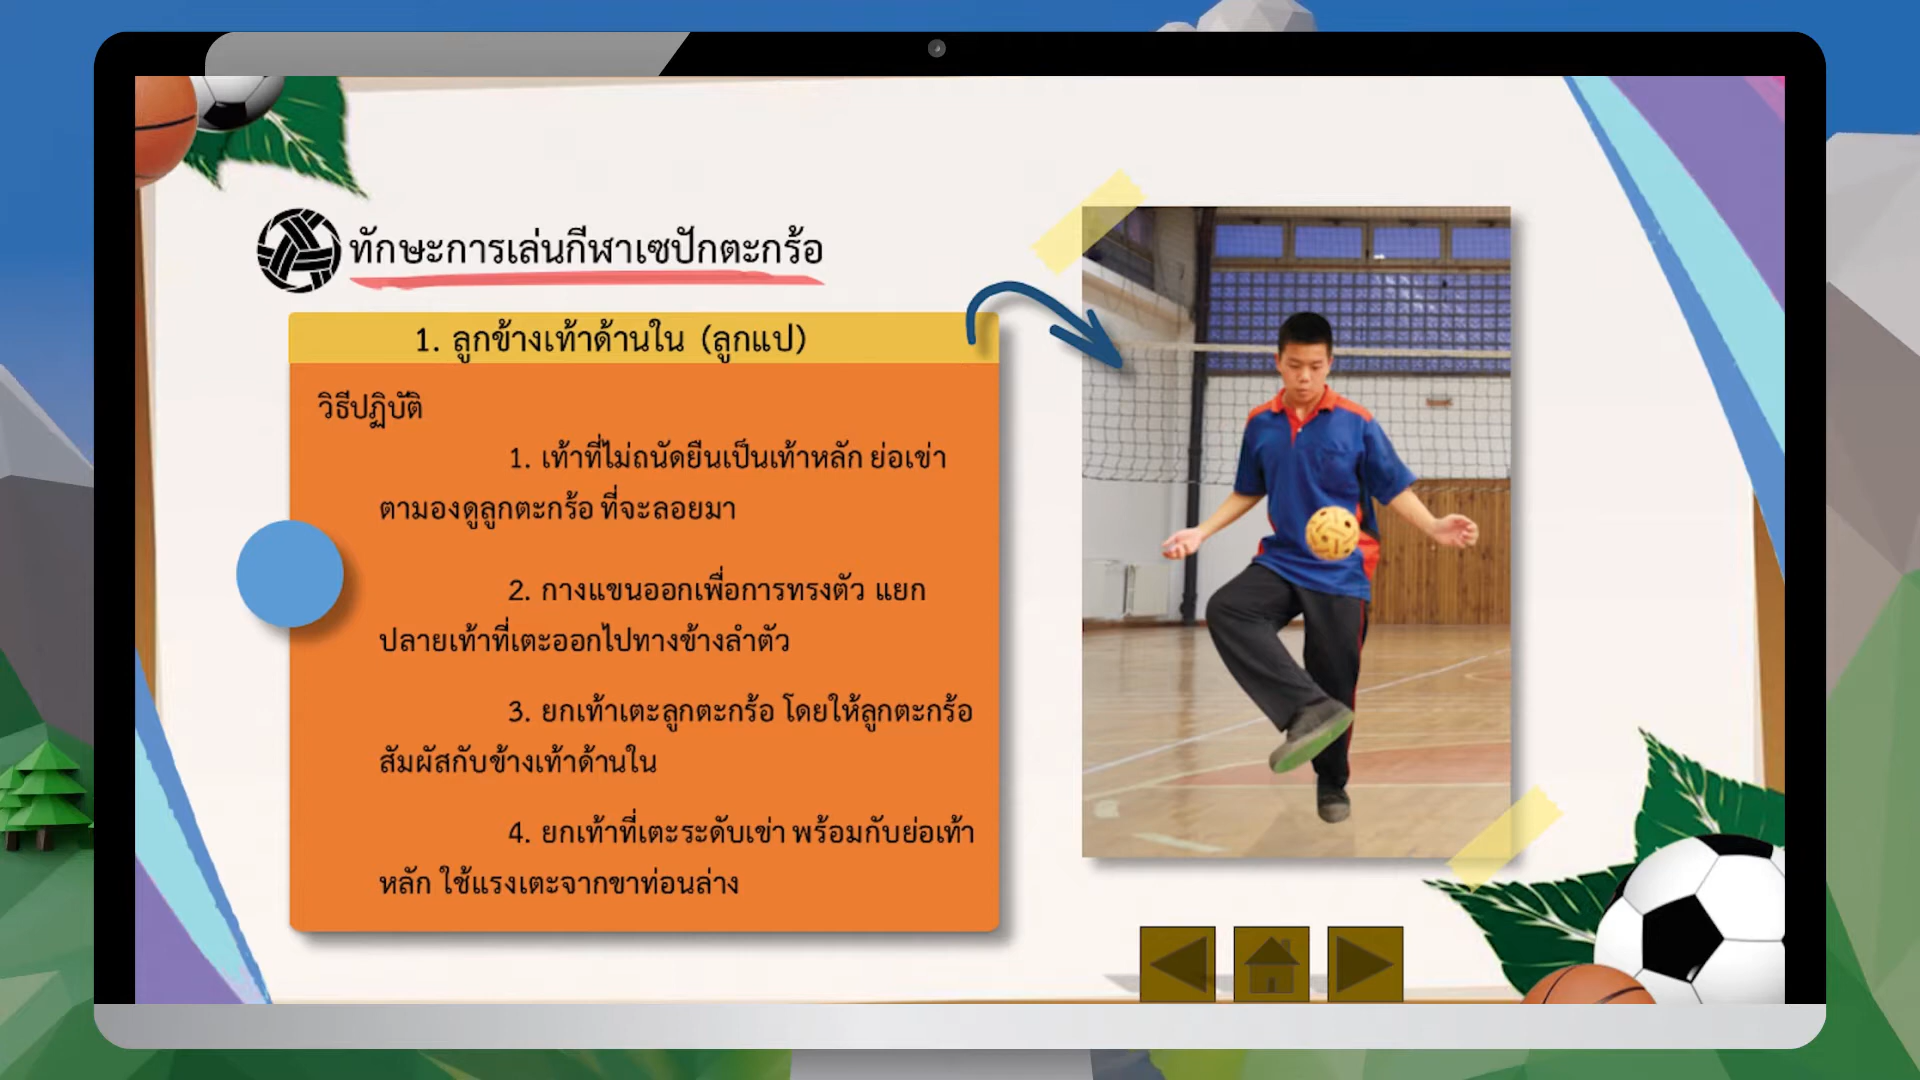 ทักษะการเล่นกีฬาเซปักตะกร้อ
1. ลูกข้างเท้าด้านใน (ลูกแป)
วิธีปฏิบัติ
1. เท้าที่ไม่ถนัดยืนเป็นเท้าหลัก ย่อเข่า
ตามองดูลูกตะกร้อ ที่จะลอยมา
2. กางแขนออกเพื่อการทรงตัว แยก
ปลายเท้าที่เตะออกไปทางข้างลำตัว
3. ยกเท้าเตะลูกตะกร้อ โดยให้ลูกตะกร้อ
สัมผัสกับข้างเท้าด้านใน
4. ยกเท้าที่เตะระดับเข่า พร้อมกับย่อเท้า
หลัก ใช้แรงเตะจากขาท่อนล่าง